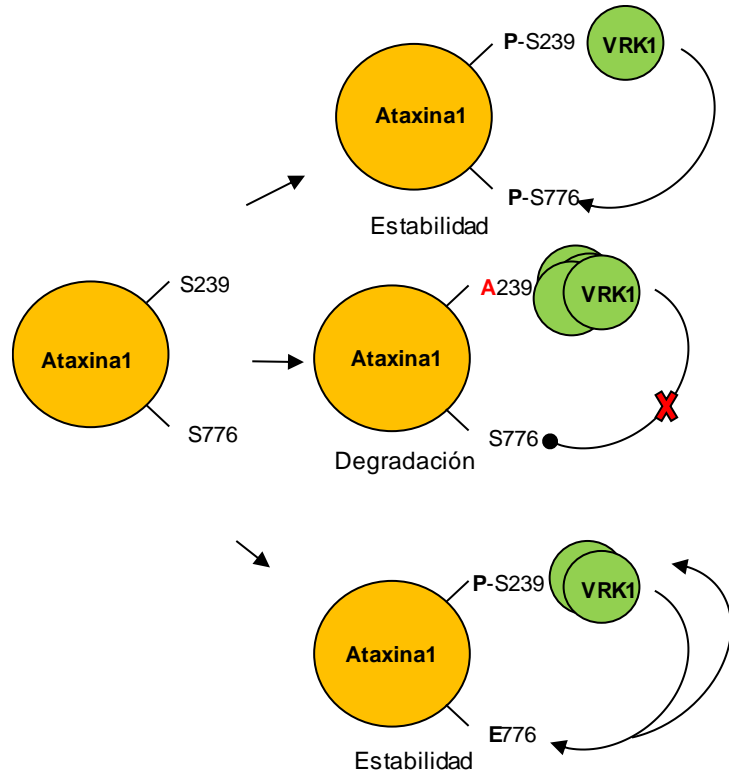 P-S239
VRK1
Ataxina1
P-S776
Estabilidad
S239
Ataxina1
S776
A239
VRK1
Ataxina1
S776
Degradación
P-S239
VRK1
Ataxina1
E776
Estabilidad